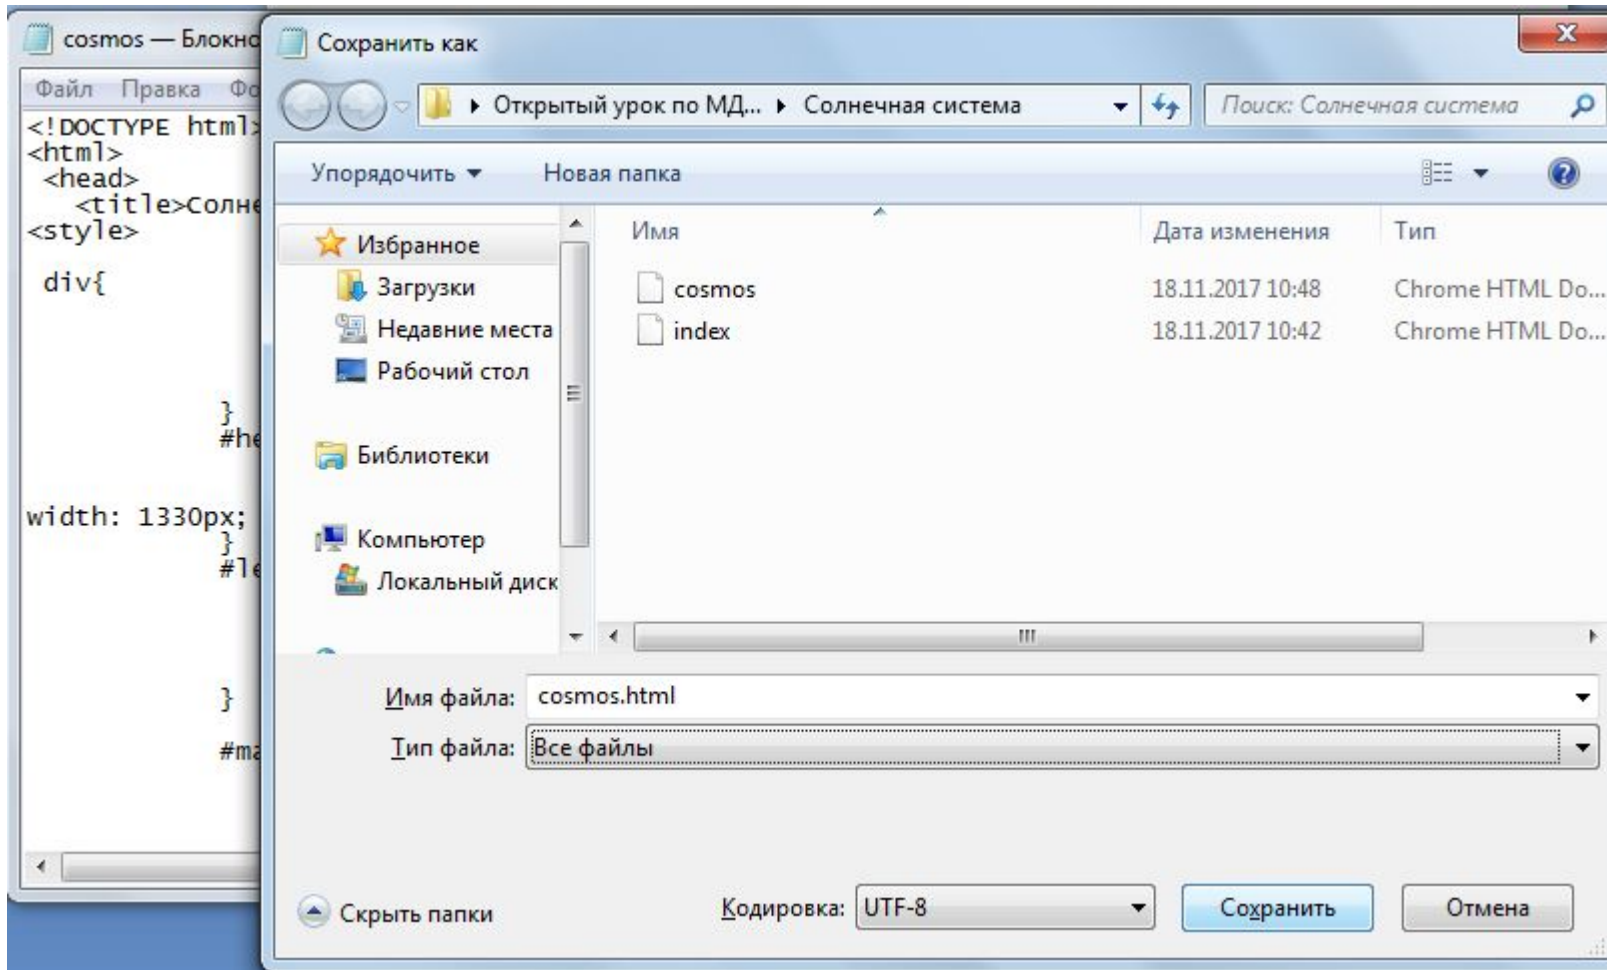 cosmos — Блокно
Файл Правка Фо
<!DOCTYPE html>
<html>
<head>
<title>Солне
<style>
div{
}
#he
width: 1330px;
}
#le
}
#ma
Сохранить как
Открытый урок по МД... Солнечная система
Поиск: Солнечная система
Упорядочить Новая папка
Избранное
Загрузки
Недавние места
Рабочий стол
Библиотеки
Компьютер
Локальный диск
Имя Дата изменения Тип
cosmos 18.11.2017 10:48 Chrome HTML Do...
index 18.11.2017 10:42 Chrome HTML Do...
Имя файла: cosmos.html
Тип файла: Все файлы
Скрыть папки Кодировка: UTF-8 Сохранить Отмена